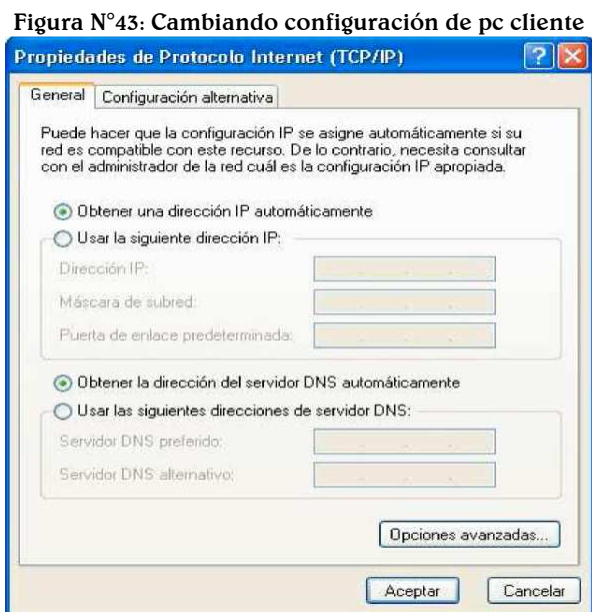 Figura N°43: Cambiando configuración de pc cliente
Propiedades de Protocolo Internet (TCP/IP)
General Configuración alternativa
Puede hacer que la configuración IP se asigne automáticamente si su
red es compatible con este recurso. De lo contrario, necesita consultar
con el administrador de la red cuál es la configuración IP apropiada.
Obtener una dirección IP automáticamente
Usar la siguiente dirección IP:
Dirección IP:
Máscara de subred:
Puerta de enlace predeterminada:
Obtener la dirección del servidor DNS automáticamente
Usar las siguientes direcciones de servidor DNS:
Servidor DNS preferido:
Servidor DNS alternativo:
Opciones avanzadas...
Aceptar Cancelar